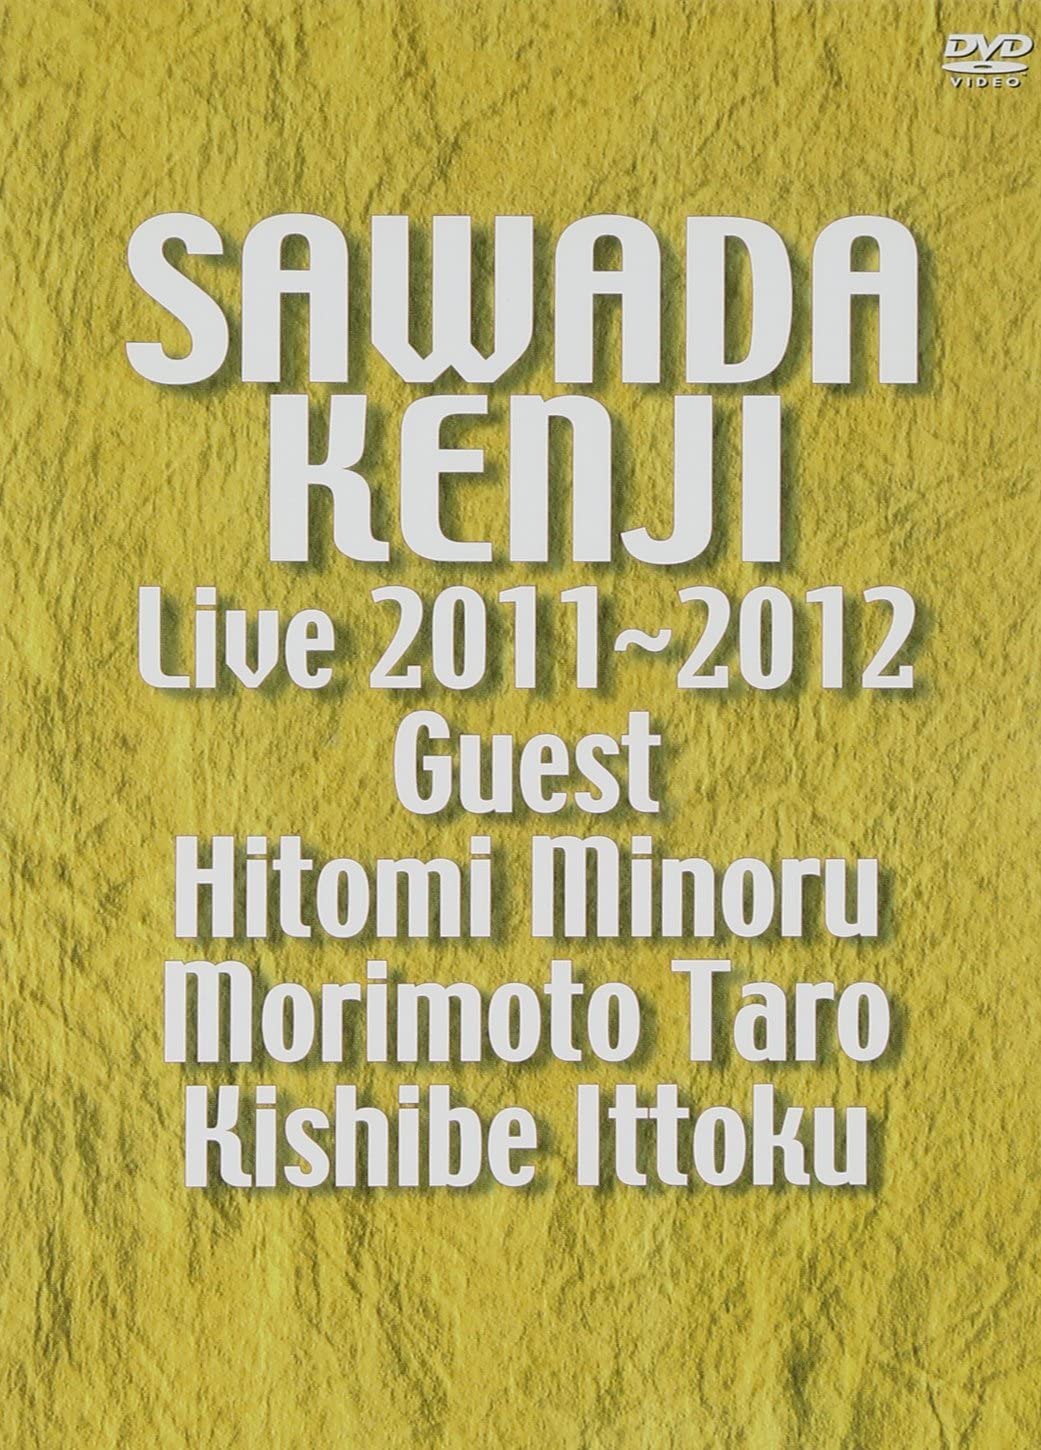 DVD
VIDEO
SAWADA
KENJI
Live 2011~2012
Guest
Hitomi Minoru
Morimoto Taro
Kishibe Ittoku